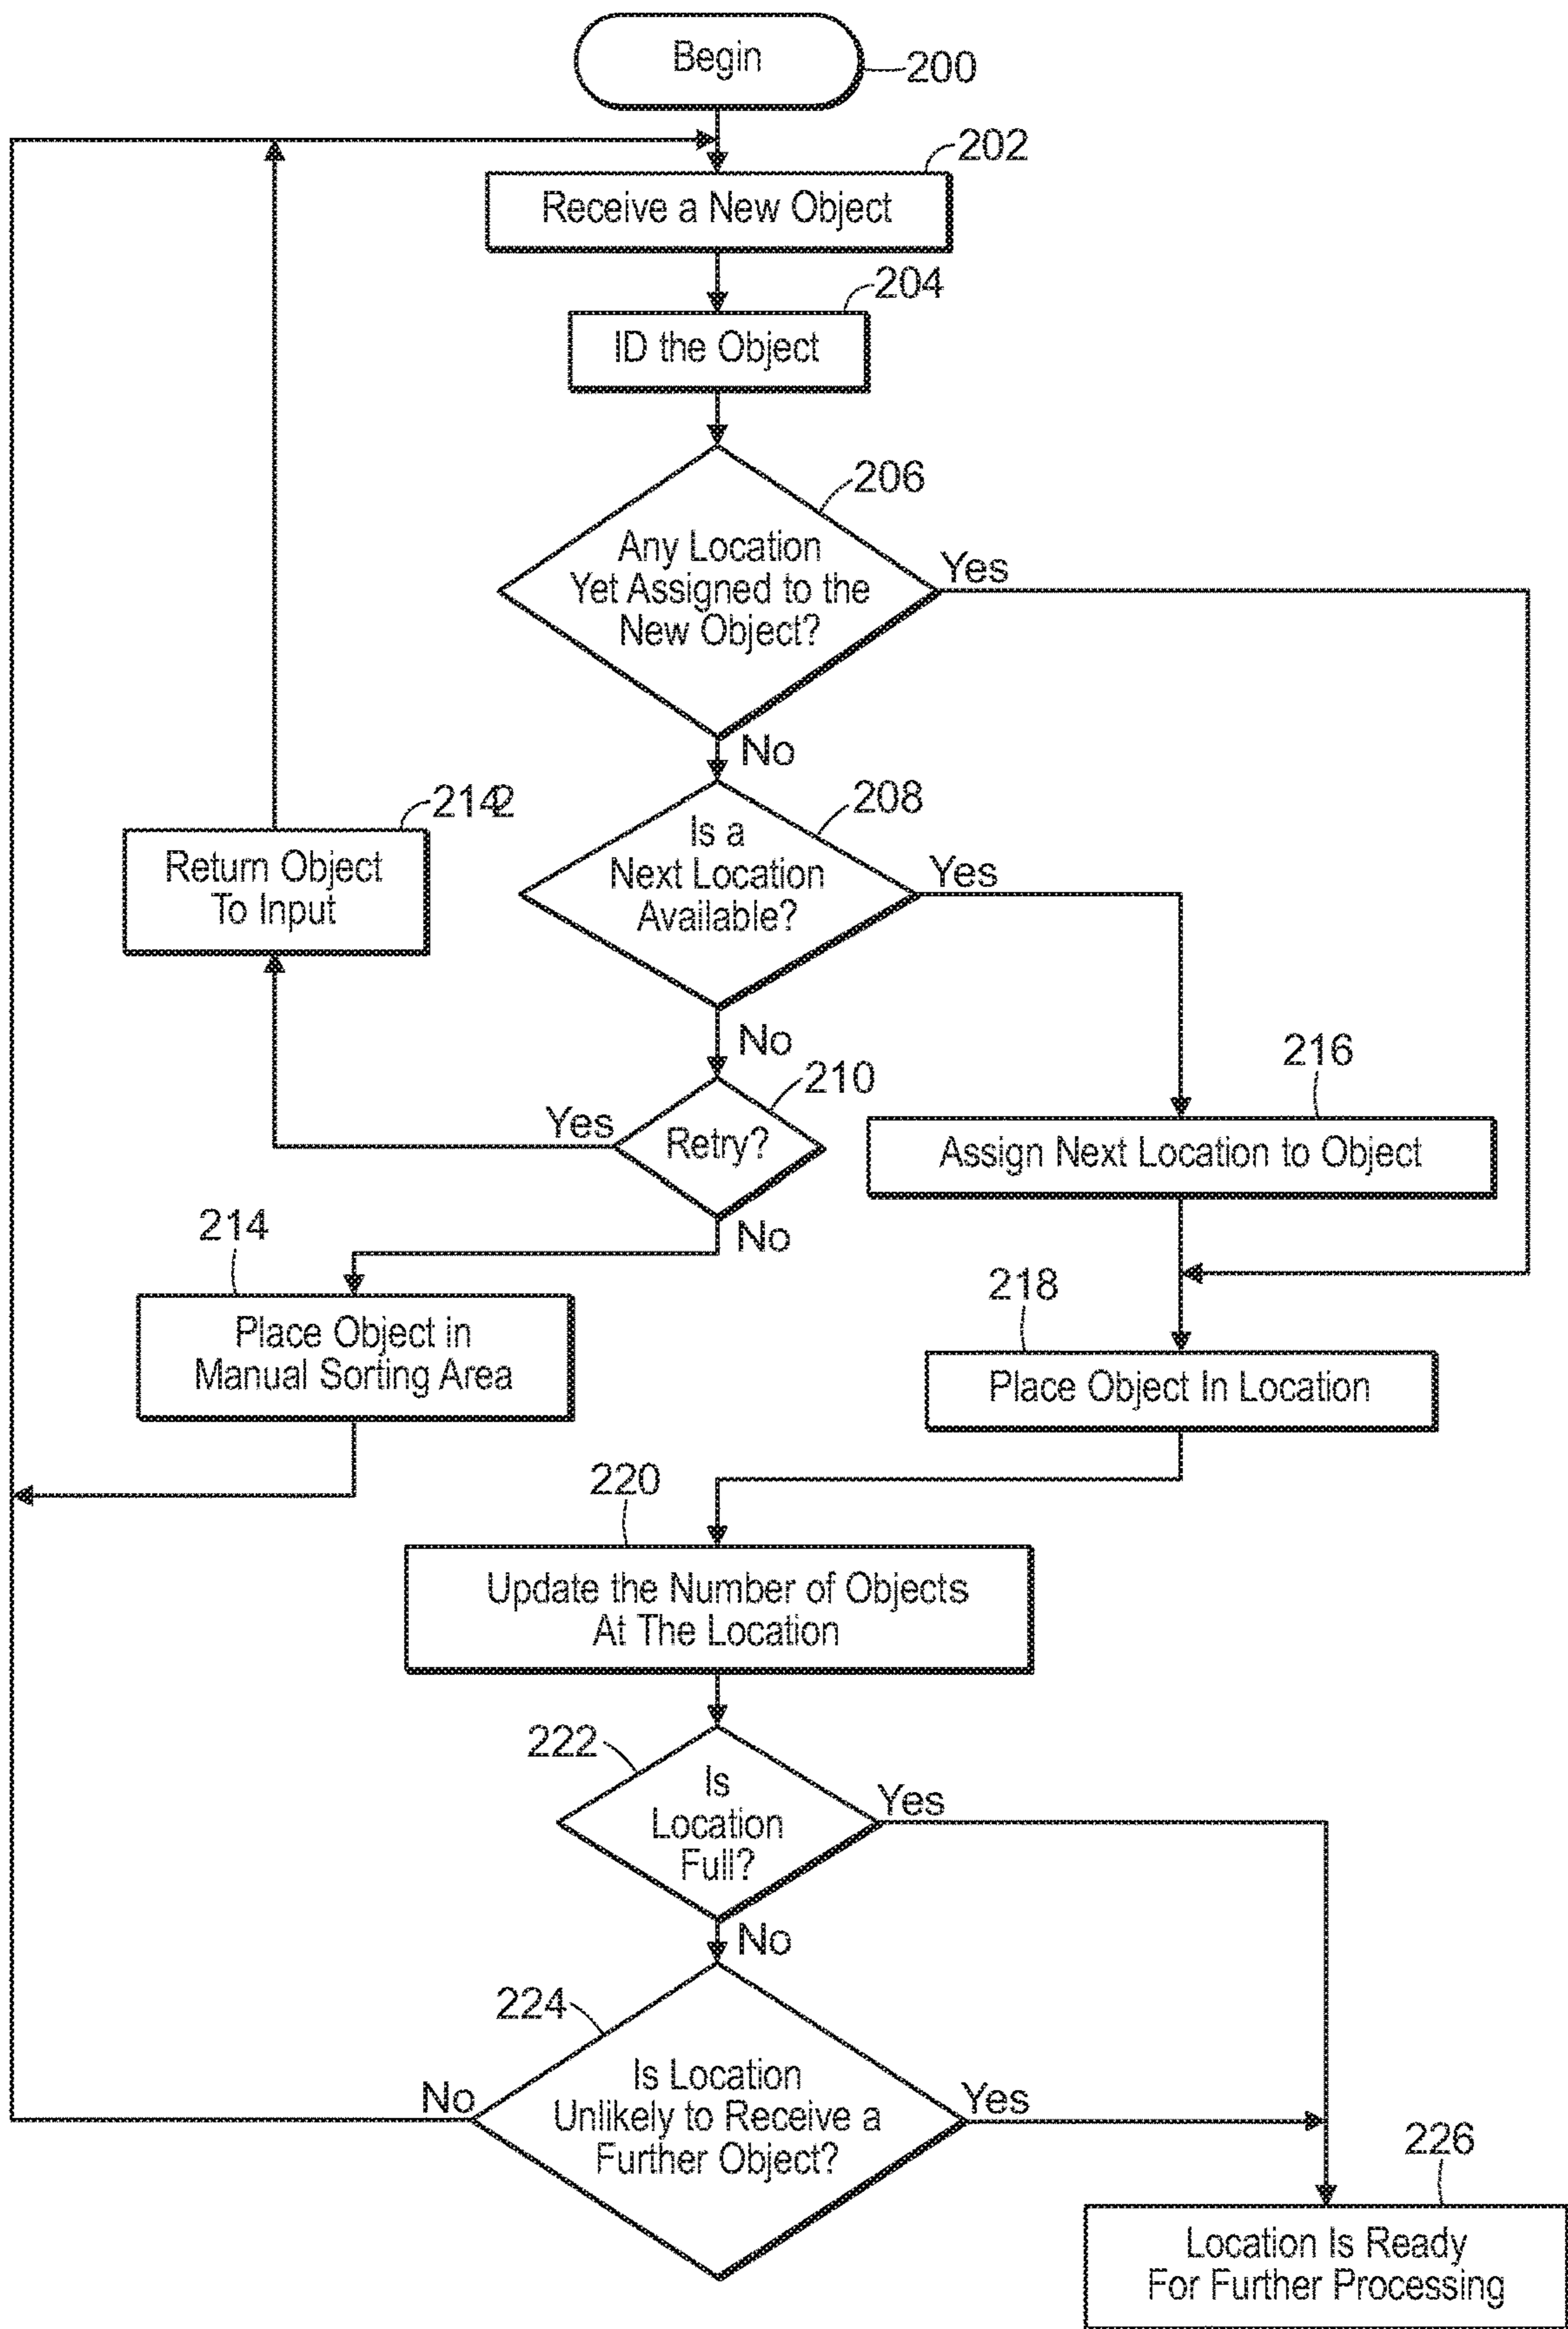 Begin
200
202
Receive a New Object
204
ID the Object
206
Any Location
Yet Assigned to the
New Object?
Yes
No
208
Is a
Next Location
Available?
Yes
Return Object
To Input
No
210
Retry?
Yes
No
216
Assign Next Location to Object
214
Place Object in
Manual Sorting Area
218
Place Object In Location
220
Update the Number of Objects
At The Location
222
Is
Location
Full?
Yes
No
224
Is Location
Unlikely to Receive a
Further Object?
No
Yes
226
Location Is Ready
For Further Processing